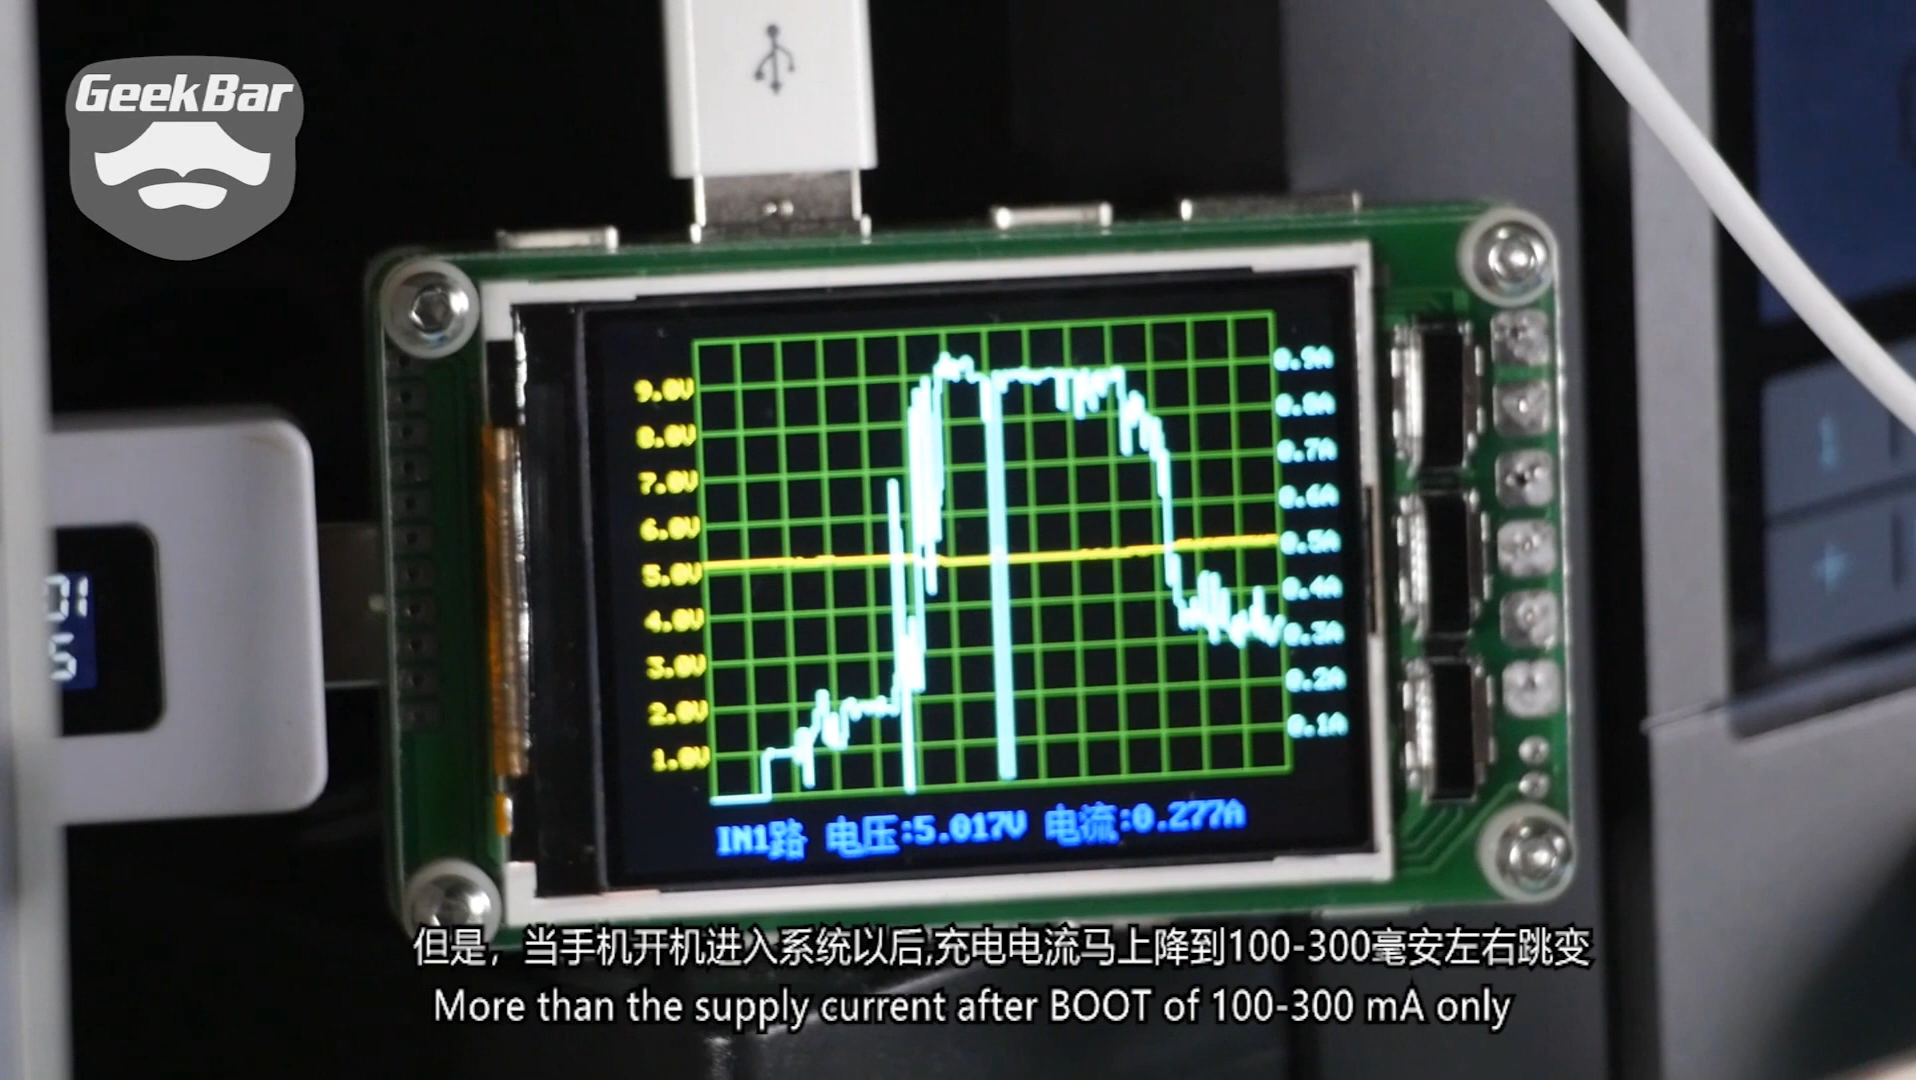 GeekBar
9.0V
8.0V
7.0V
6.0V
5.0V
4.0V
3.0V
2.0V
1.0V
0.9A
0.8A
0.7A
0.6A
0.5A
0.4A
0.3A
0.2A
0.1A
IN1路 电压:5.017V 电流:0.277A
但是，当手机开机进入系统以后,充电电流马上降到100-300毫安左右跳变
More than the supply current after BOOT of 100-300 mA only